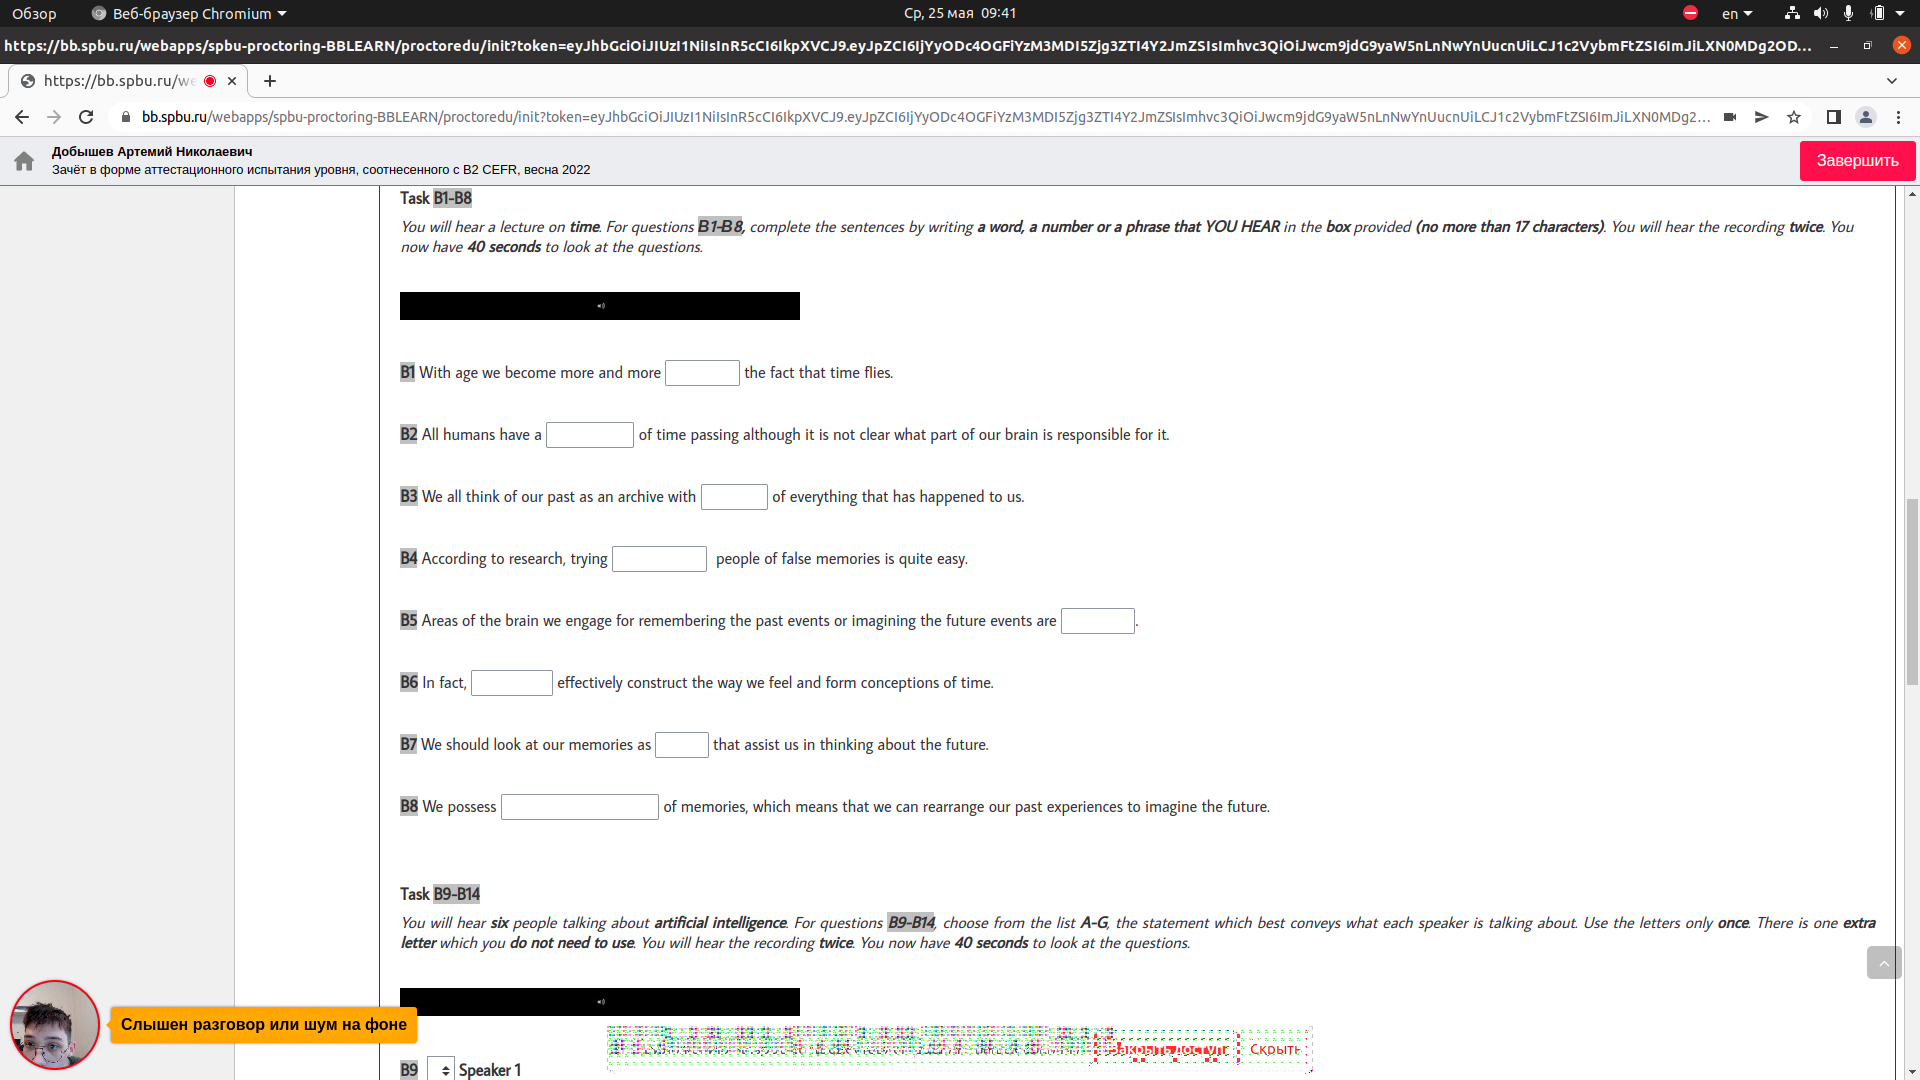 Обзор
Веб-браузер Chromium
Ср, 25 мая 09:41
en
https://bb.spbu.ru/webapps/spbu-proctoring-BBLEARN/proctoredu/init?token=eyJhbGciOiJIUzI1NiIsInR5cCI6IkpXVCJ9.eyJpZCI6IjYyODc4OGFiYzM3MDI5Zjg3ZTI4Y2JmZSIsImhvc3QiOiJwcm9jdG9yaW5nLnNwYnUucnUiLCJ1c2VybmFtZSI6ImJiLXN0MDg2OD...
https://bb.spbu.ru/we
bb.spbu.ru/webapps/spbu-proctoring-BBLEARN/proctoredu/init?token=eyJhbGciOiJIUzI1NiIsInR5cCI6IkpXVCJ9.eyJpZCI6IjYyODc4OGFiYzM3MDI5Zjg3ZTI4Y2JmZSIsImhvc3QiOiJwcm9jdG9yaW5nLnNwYnUucnUiLCJ1c2VybmFtZSI6ImJiLXN0MDg2...
Добышев Артемий Николаевич
Зачёт в форме аттестационного испытания уровня, соотнесенного с B2 CEFR, весна 2022
Завершить
Task B1-B8
You will hear a lecture on time. For questions B1-B8, complete the sentences by writing a word, a number or a phrase that YOU HEAR in the box provided (no more than 17 characters). You will hear the recording twice. You
now have 40 seconds to look at the questions.
B1 With age we become more and more the fact that time flies.
B2 All humans have a of time passing although it is not clear what part of our brain is responsible for it.
B3 We all think of our past as an archive with of everything that has happened to us.
B4 According to research, trying people of false memories is quite easy.
B5 Areas of the brain we engage for remembering the past events or imagining the future events are .
B6 In fact, effectively construct the way we feel and form conceptions of time.
B7 We should look at our memories as that assist us in thinking about the future.
B8 We possess of memories, which means that we can rearrange our past experiences to imagine the future.
Task B9-B14
You will hear six people talking about artificial intelligence. For questions B9-B14, choose from the list A-G, the statement which best conveys what each speaker is talking about. Use the letters only once. There is one extra
letter which you do not need to use. You will hear the recording twice. You now have 40 seconds to look at the questions.
Слышен разговор или шум на фоне
Закрыть доступ
Скрыть
B9 Speaker 1